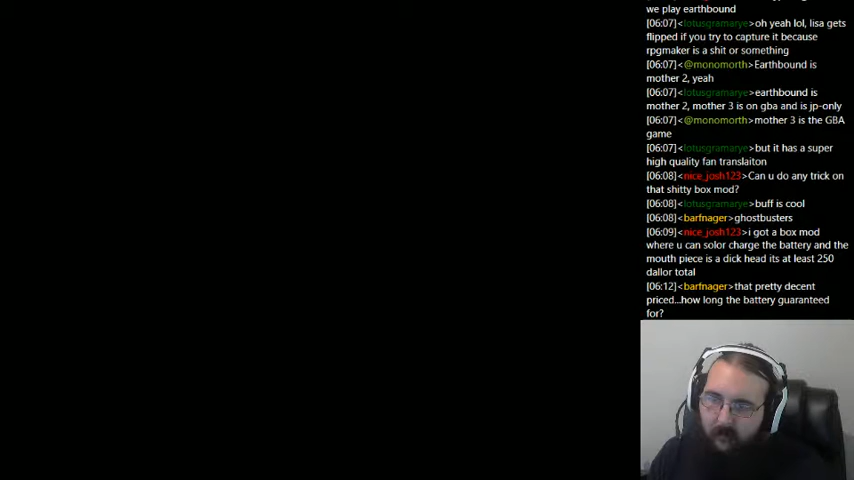 we play earthbound
[06:07]<lotusgramarye>oh yeah lol, lisa gets
flipped if you try to capture it because
rpgmaker is a shit or something
[06:07]<@monomorth>Earthbound is
mother 2, yeah
[06:07]<lotusgramarye>earthbound is
mother 2, mother 3 is on gba and is jp-only
[06:07]<@monomorth>mother 3 is the GBA
game
[06:07]<lotusgramarye>but it has a super
high quality fan translaiton
[06:08]<nice_josh123>Can u do any trick on
that shitty box mod?
[06:08]<lotusgramarye>buff is cool
[06:08]<barfnager>ghostbusters
[06:09]<nice_josh123>i got a box mod
where u can solor charge the battery and the
mouth piece is a dick head its at least 250
dallor total
[06:12]<barfnager>that pretty decent
priced...how long the battery guaranteed
for?